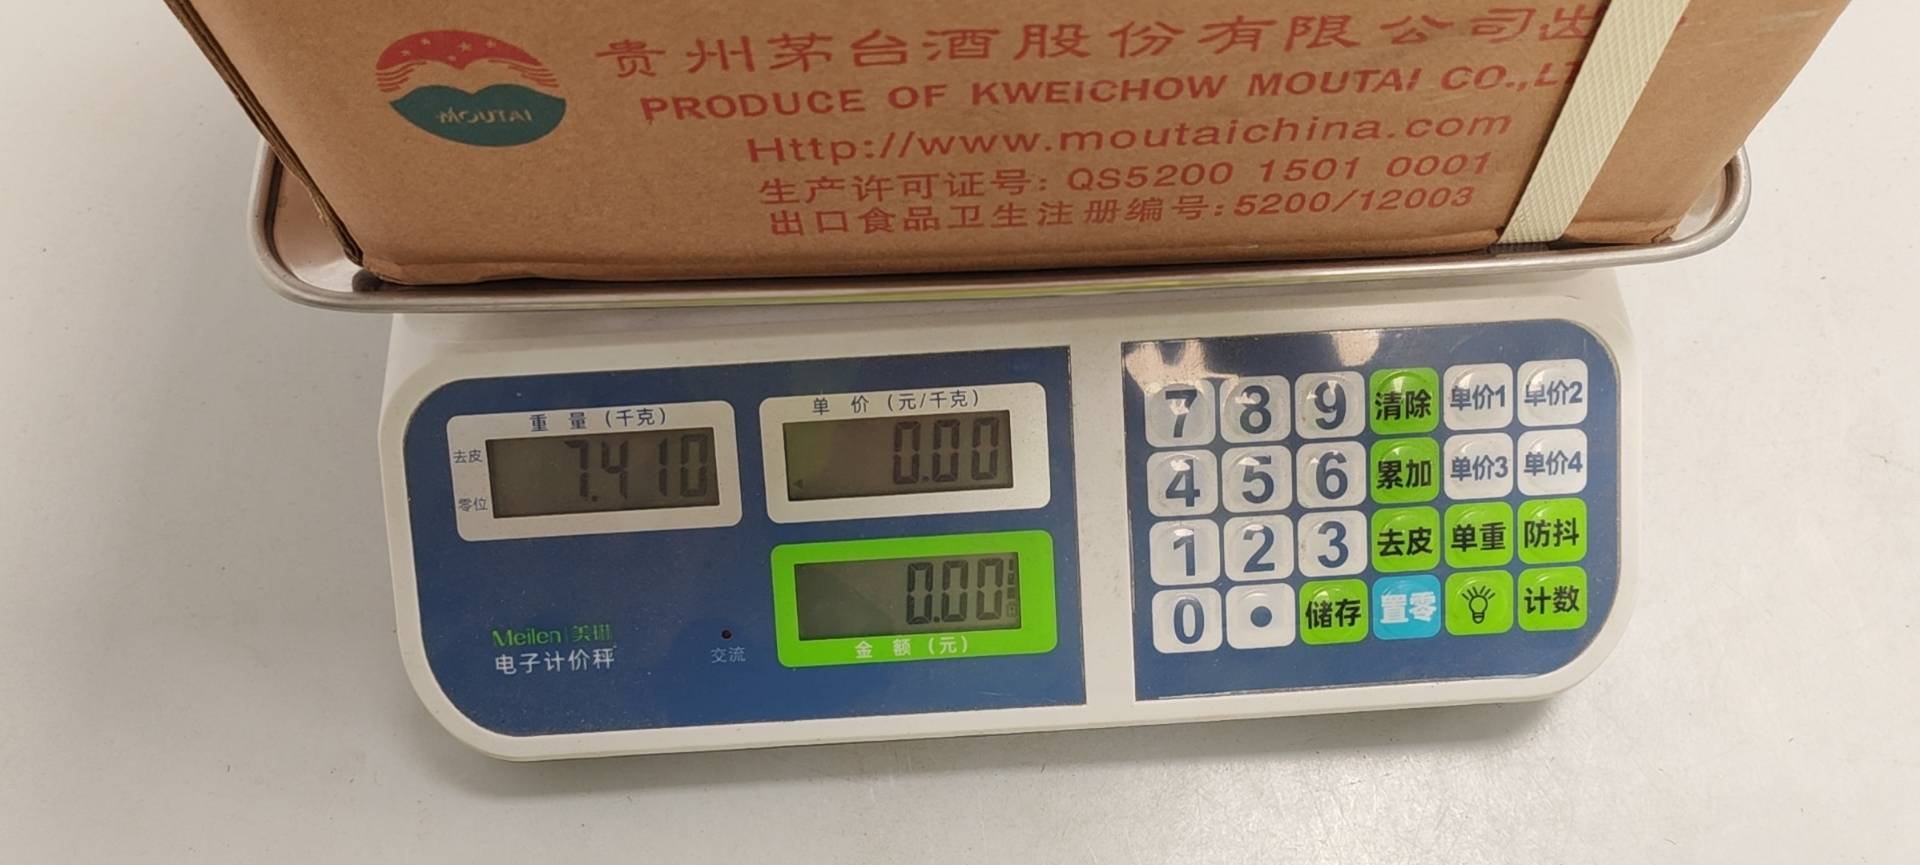 MOUTAI
贵州茅台酒股份有限公司出
PRODUCE OF KWEICHOW MOUTAI CO.,LT
Http://www.moutaichina.com
生产许可证号: QS5200 1501 0001
出口食品卫生注册编号:5200/12003
重 量 (千克)
去皮
零位
7.410
单 价 (元/千克)
0.00
0.00
金 额 (元)
Meilen 美琳
电子计价秤
交流
7 8 9 清除 单价1 单价2
4 5 6 累加 单价3 单价4
1 2 3 去皮 单重 防抖
0 • 储存 置零 计数